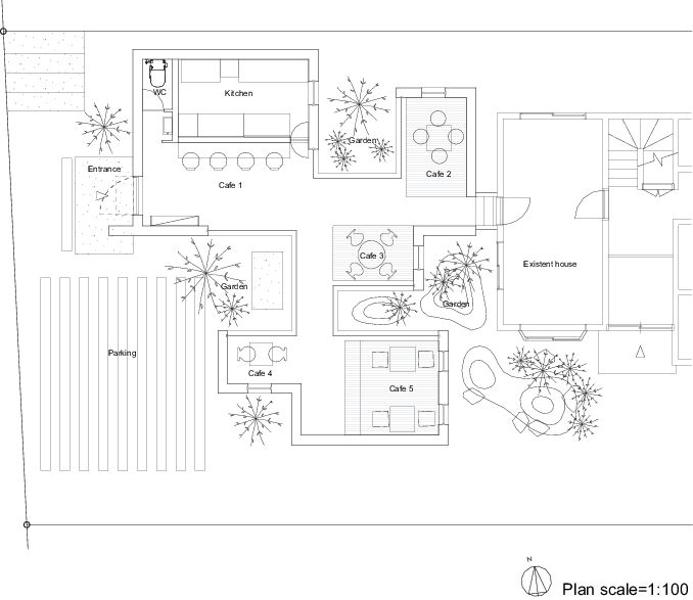 WC
Kitchen
Garden
Entrance
Cafe 2
Cafe 1
Cafe 3
Existent house
Garden
Garden
Parking
Cafe 4
Cafe 5
N
Plan scale=1:100